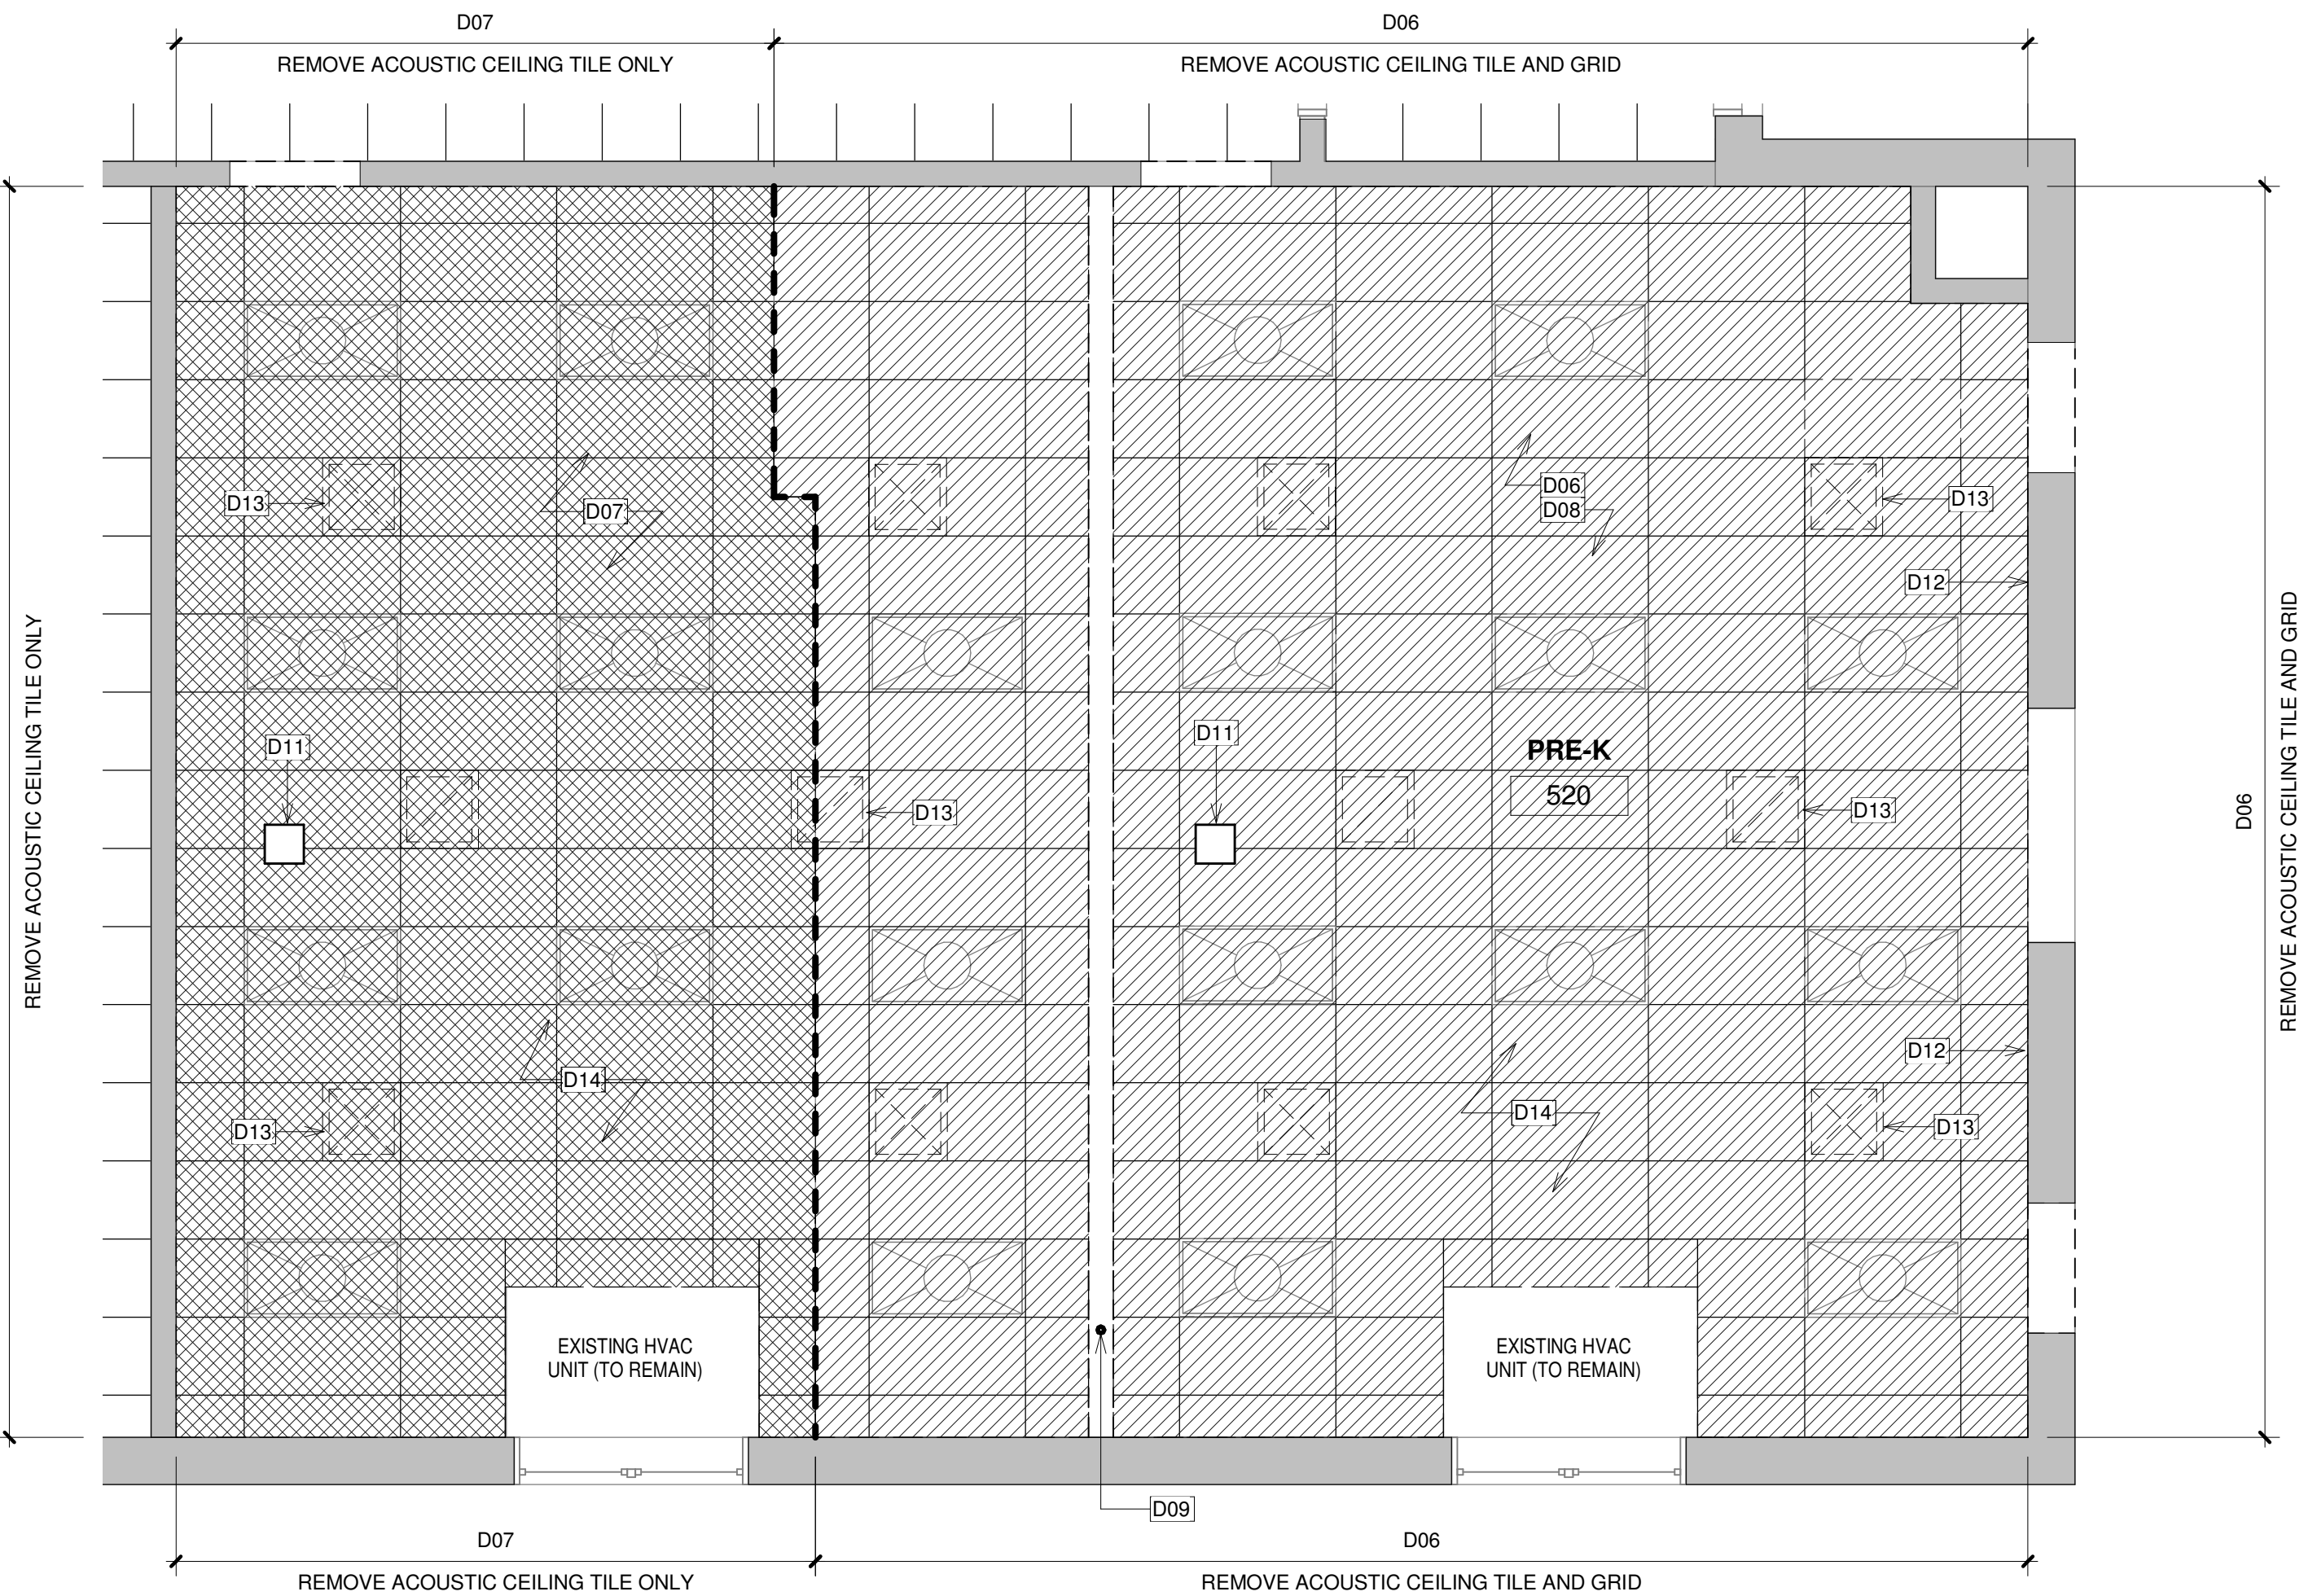 D07
D06
REMOVE ACOUSTIC CEILING TILE ONLY
REMOVE ACOUSTIC CEILING TILE AND GRID
D13
D07
D06
D08
D13
D12
REMOVE ACOUSTIC CEILING TILE ONLY
D11
D11
PRE-K
520
D13
D13
D06
REMOVE ACOUSTIC CEILING TILE AND GRID
D12
D14
D14
D13
D13
EXISTING HVAC
UNIT (TO REMAIN)
EXISTING HVAC
UNIT (TO REMAIN)
D09
D07
D06
REMOVE ACOUSTIC CEILING TILE ONLY
REMOVE ACOUSTIC CEILING TILE AND GRID